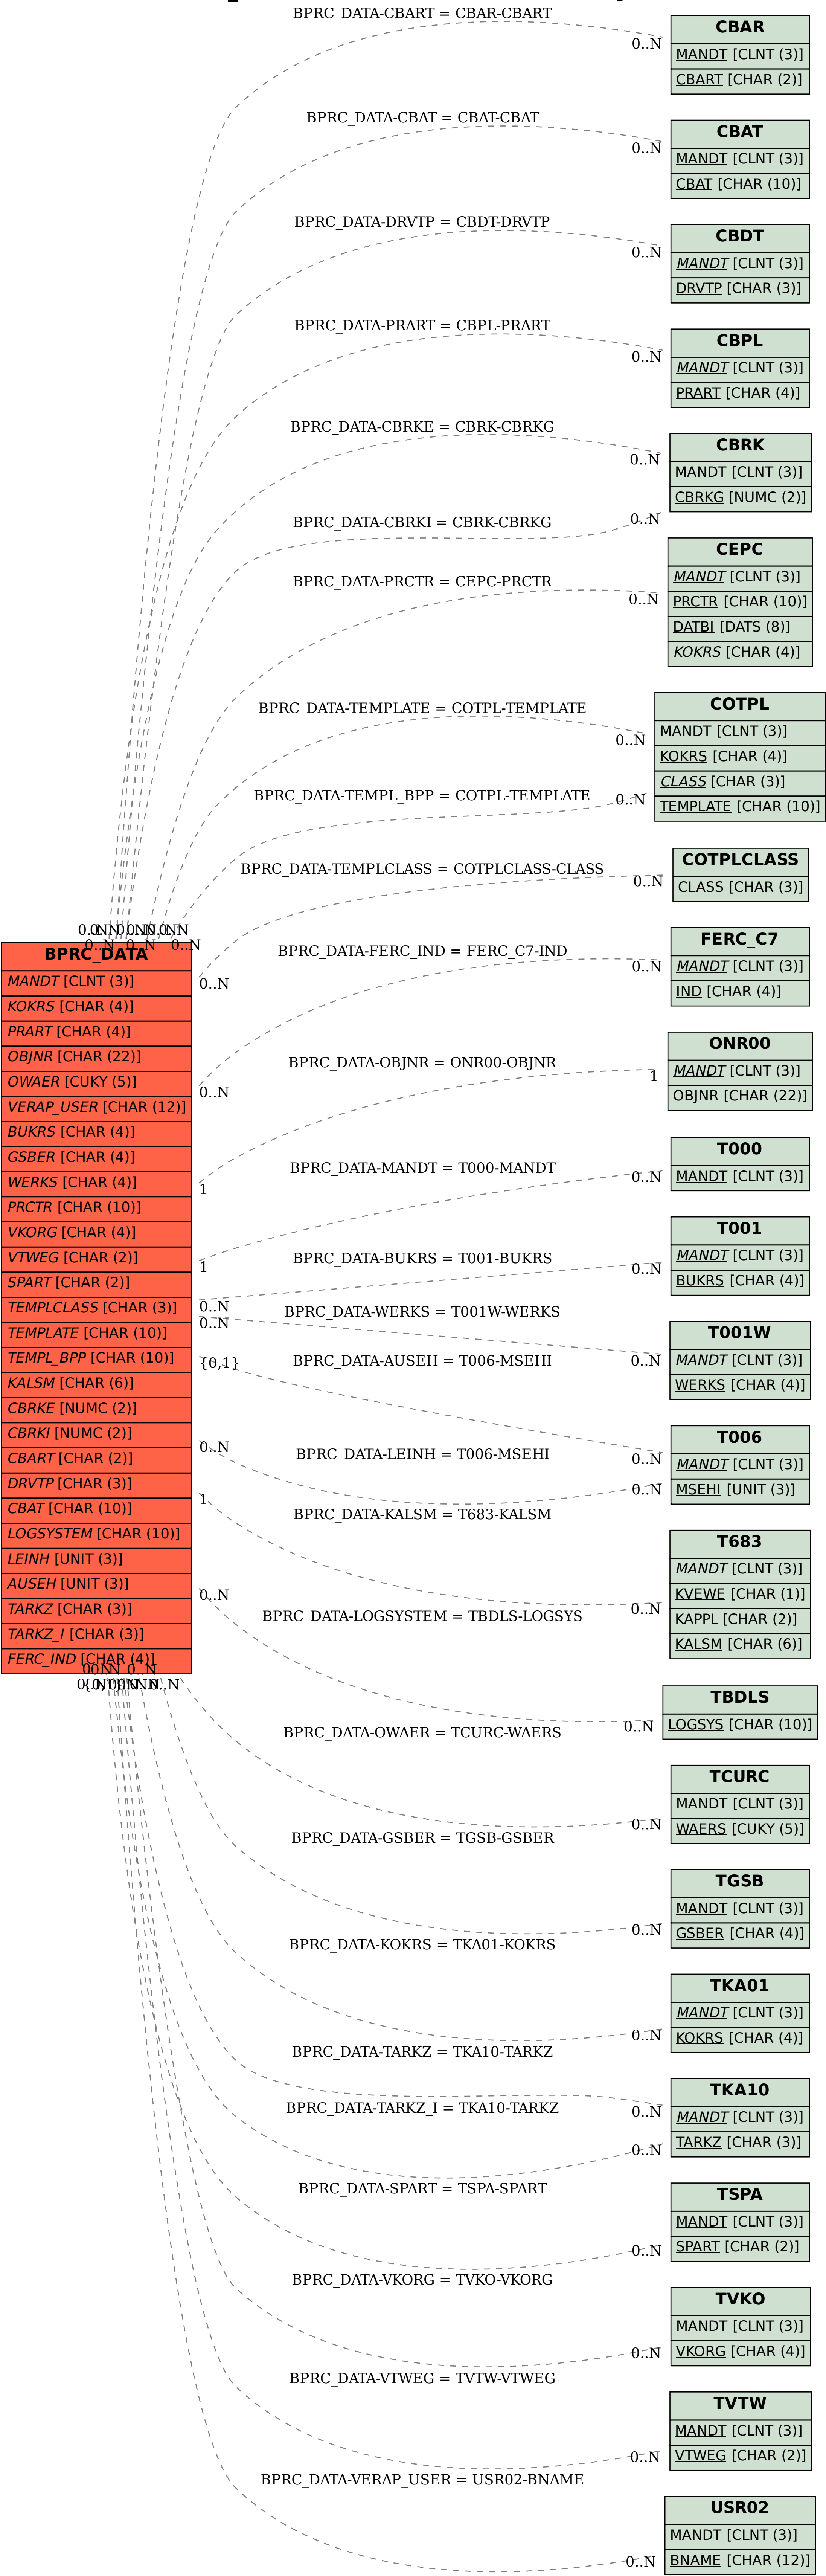 BPRC_DATA-CBART = CBAR-CBART
0..N
CBAR
MANDT [CLNT (3)]
CBART [CHAR (2)]
BPRC_DATA-CBAT = CBAT-CBAT
0..N
CBAT
MANDT [CLNT (3)]
CBAT [CHAR (10)]
BPRC_DATA-DRVTP = CBDT-DRVTP
0..N
CBDT
MANDT [CLNT (3)]
DRVTP [CHAR (3)]
BPRC_DATA-PRART = CBPL-PRART
0..N
CBPL
MANDT [CLNT (3)]
PRART [CHAR (4)]
BPRC_DATA-CBRKE = CBRK-CBRKG
0..N
CBRK
MANDT [CLNT (3)]
CBRKG [NUMC (2)]
BPRC_DATA-CBRKI = CBRK-CBRKG
0..N
CEPC
MANDT [CLNT (3)]
PRCTR [CHAR (10)]
DATBI [DATS (8)]
KOKRS [CHAR (4)]
BPRC_DATA-PRCTR = CEPC-PRCTR
0..N
COTPL
MANDT [CLNT (3)]
KOKRS [CHAR (4)]
CLASS [CHAR (3)]
TEMPLATE [CHAR (10)]
BPRC_DATA-TEMPLATE = COTPL-TEMPLATE
0..N
BPRC_DATA-TEMPL_BPP = COTPL-TEMPLATE
0..N
COTPLCLASS
CLASS [CHAR (3)]
BPRC_DATA-TEMPLCLASS = COTPLCLASS-CLASS
0..N
0..N
0..N
0..N
BPRC_DATA
MANDT [CLNT (3)]
KOKRS [CHAR (4)]
PRART [CHAR (4)]
OBJNR [CHAR (22)]
OWAER [CUKY (5)]
VERAP_USER [CHAR (12)]
BUKRS [CHAR (4)]
GSBER [CHAR (4)]
WERKS [CHAR (4)]
PRCTR [CHAR (10)]
VKORG [CHAR (4)]
VTWEG [CHAR (2)]
SPART [CHAR (2)]
TEMPLCLASS [CHAR (3)]
TEMPLATE [CHAR (10)]
TEMPL_BPP [CHAR (10)]
KALSM [CHAR (6)]
CBRKE [NUMC (2)]
CBRKI [NUMC (2)]
CBART [CHAR (2)]
DRVTP [CHAR (3)]
CBAT [CHAR (10)]
LOGSYSTEM [CHAR (10)]
LEINH [UNIT (3)]
AUSEH [UNIT (3)]
TARKZ [CHAR (3)]
TARKZ_I [CHAR (3)]
FERC_IND [CHAR (4)]
0..N
BPRC_DATA-FERC_IND = FERC_C7-IND
0..N
0..N
FERC_C7
MANDT [CLNT (3)]
IND [CHAR (4)]
BPRC_DATA-OBJNR = ONR00-OBJNR
1
1
ONR00
MANDT [CLNT (3)]
OBJNR [CHAR (22)]
BPRC_DATA-MANDT = T000-MANDT
0..N
1
T000
MANDT [CLNT (3)]
BPRC_DATA-BUKRS = T001-BUKRS
0..N
0..N
T001
MANDT [CLNT (3)]
BUKRS [CHAR (4)]
BPRC_DATA-WERKS = T001W-WERKS
0..N
0..N
T001W
MANDT [CLNT (3)]
WERKS [CHAR (4)]
BPRC_DATA-AUSEH = T006-MSEHI
{0,1}
0..N
T006
MANDT [CLNT (3)]
MSEHI [UNIT (3)]
BPRC_DATA-LEINH = T006-MSEHI
0..N
0..N
BPRC_DATA-KALSM = T683-KALSM
1
0..N
T683
MANDT [CLNT (3)]
KVEWE [CHAR (1)]
KAPPL [CHAR (2)]
KALSM [CHAR (6)]
BPRC_DATA-LOGSYSTEM = TBDLS-LOGSYS
0..N
0..N
TBDLS
LOGSYS [CHAR (10)]
BPRC_DATA-OWAER = TCURC-WAERS
0..N
0..N
TCURC
MANDT [CLNT (3)]
WAERS [CUKY (5)]
BPRC_DATA-GSBER = TGSB-GSBER
0..N
TGSB
MANDT [CLNT (3)]
GSBER [CHAR (4)]
BPRC_DATA-KOKRS = TKA01-KOKRS
0..N
TKA01
MANDT [CLNT (3)]
KOKRS [CHAR (4)]
BPRC_DATA-TARKZ = TKA10-TARKZ
0..N
TKA10
MANDT [CLNT (3)]
TARKZ [CHAR (3)]
BPRC_DATA-TARKZ_I = TKA10-TARKZ
0..N
BPRC_DATA-SPART = TSPA-SPART
0..N
TSPA
MANDT [CLNT (3)]
SPART [CHAR (2)]
BPRC_DATA-VKORG = TVKO-VKORG
0..N
TVKO
MANDT [CLNT (3)]
VKORG [CHAR (4)]
BPRC_DATA-VTWEG = TVTW-VTWEG
0..N
TVTW
MANDT [CLNT (3)]
VTWEG [CHAR (2)]
BPRC_DATA-VERAP_USER = USR02-BNAME
0..N
USR02
MANDT [CLNT (3)]
BNAME [CHAR (12)]